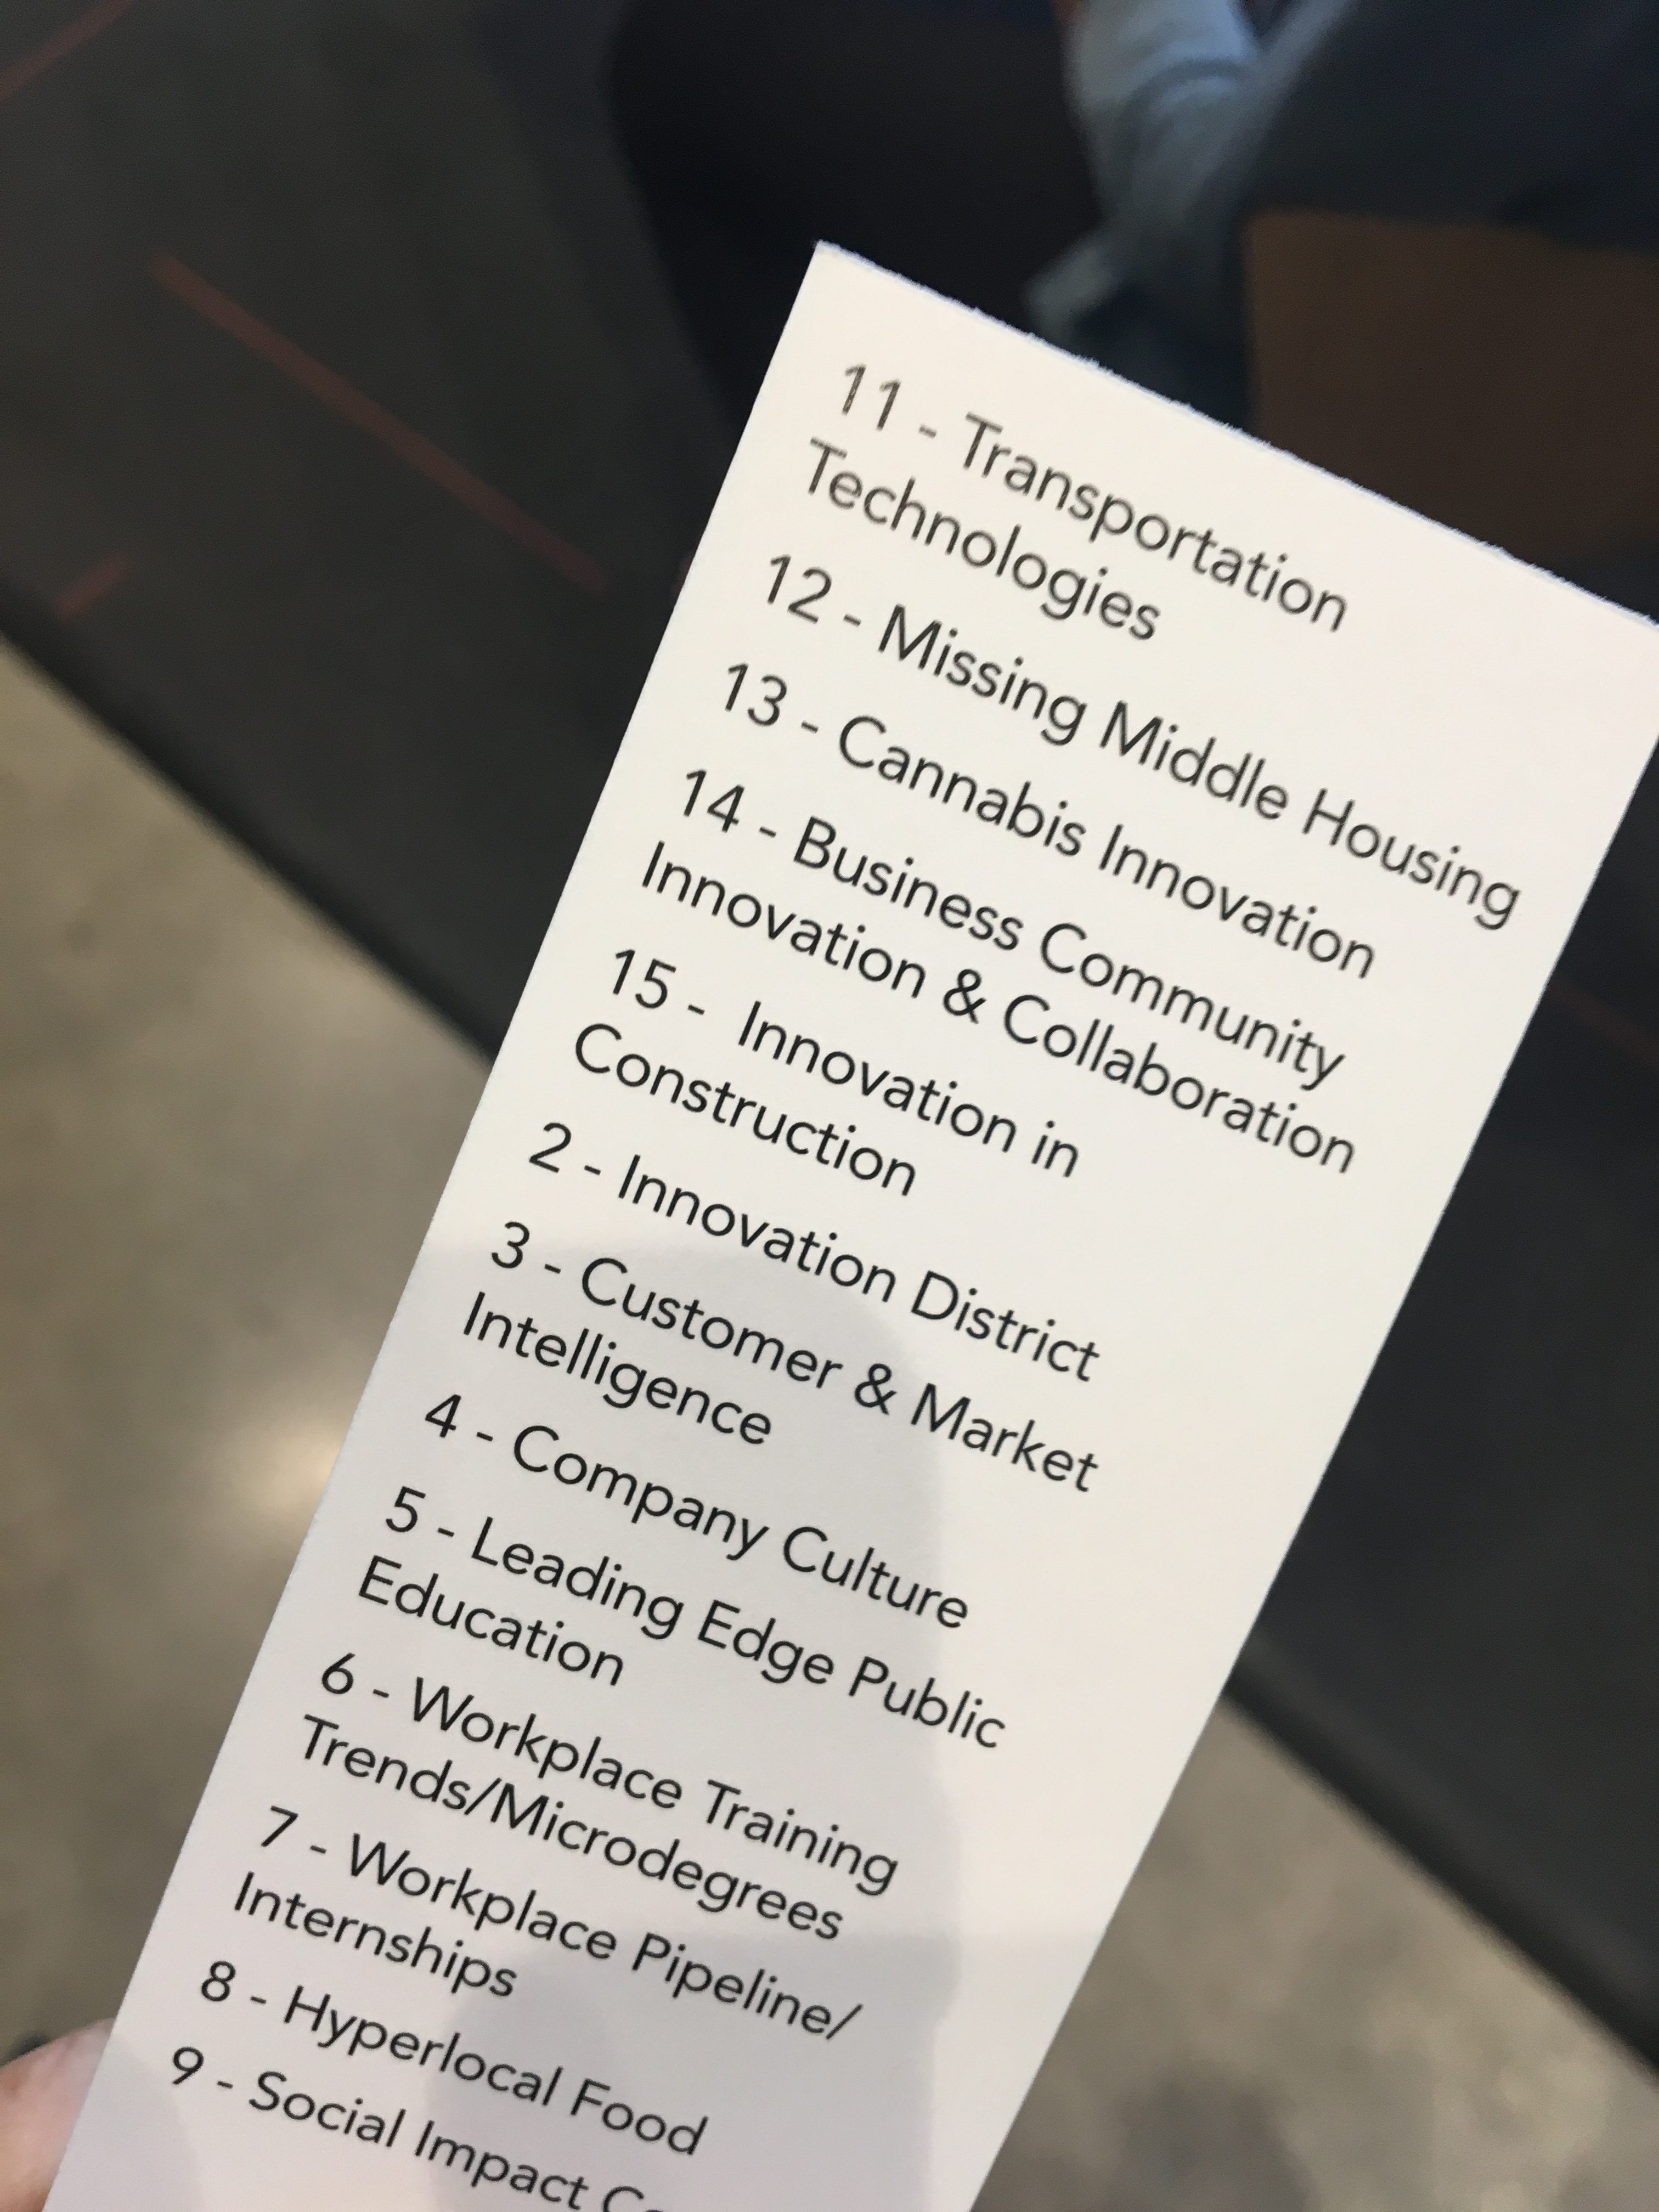 11 - Transportation
Technologies
12 - Missing Middle Housing
13 - Cannabis Innovation
14 - Business Community
Innovation & Collaboration
15 - Innovation in
Construction
2 - Innovation District
3 - Customer & Market
Intelligence
4 - Company Culture
5 - Leading Edge Public
Education
6 - Workplace Training
Trends/Microdegrees
7 - Workplace Pipeline/
Internships
8 - Hyperlocal Food
9 - Social Impact